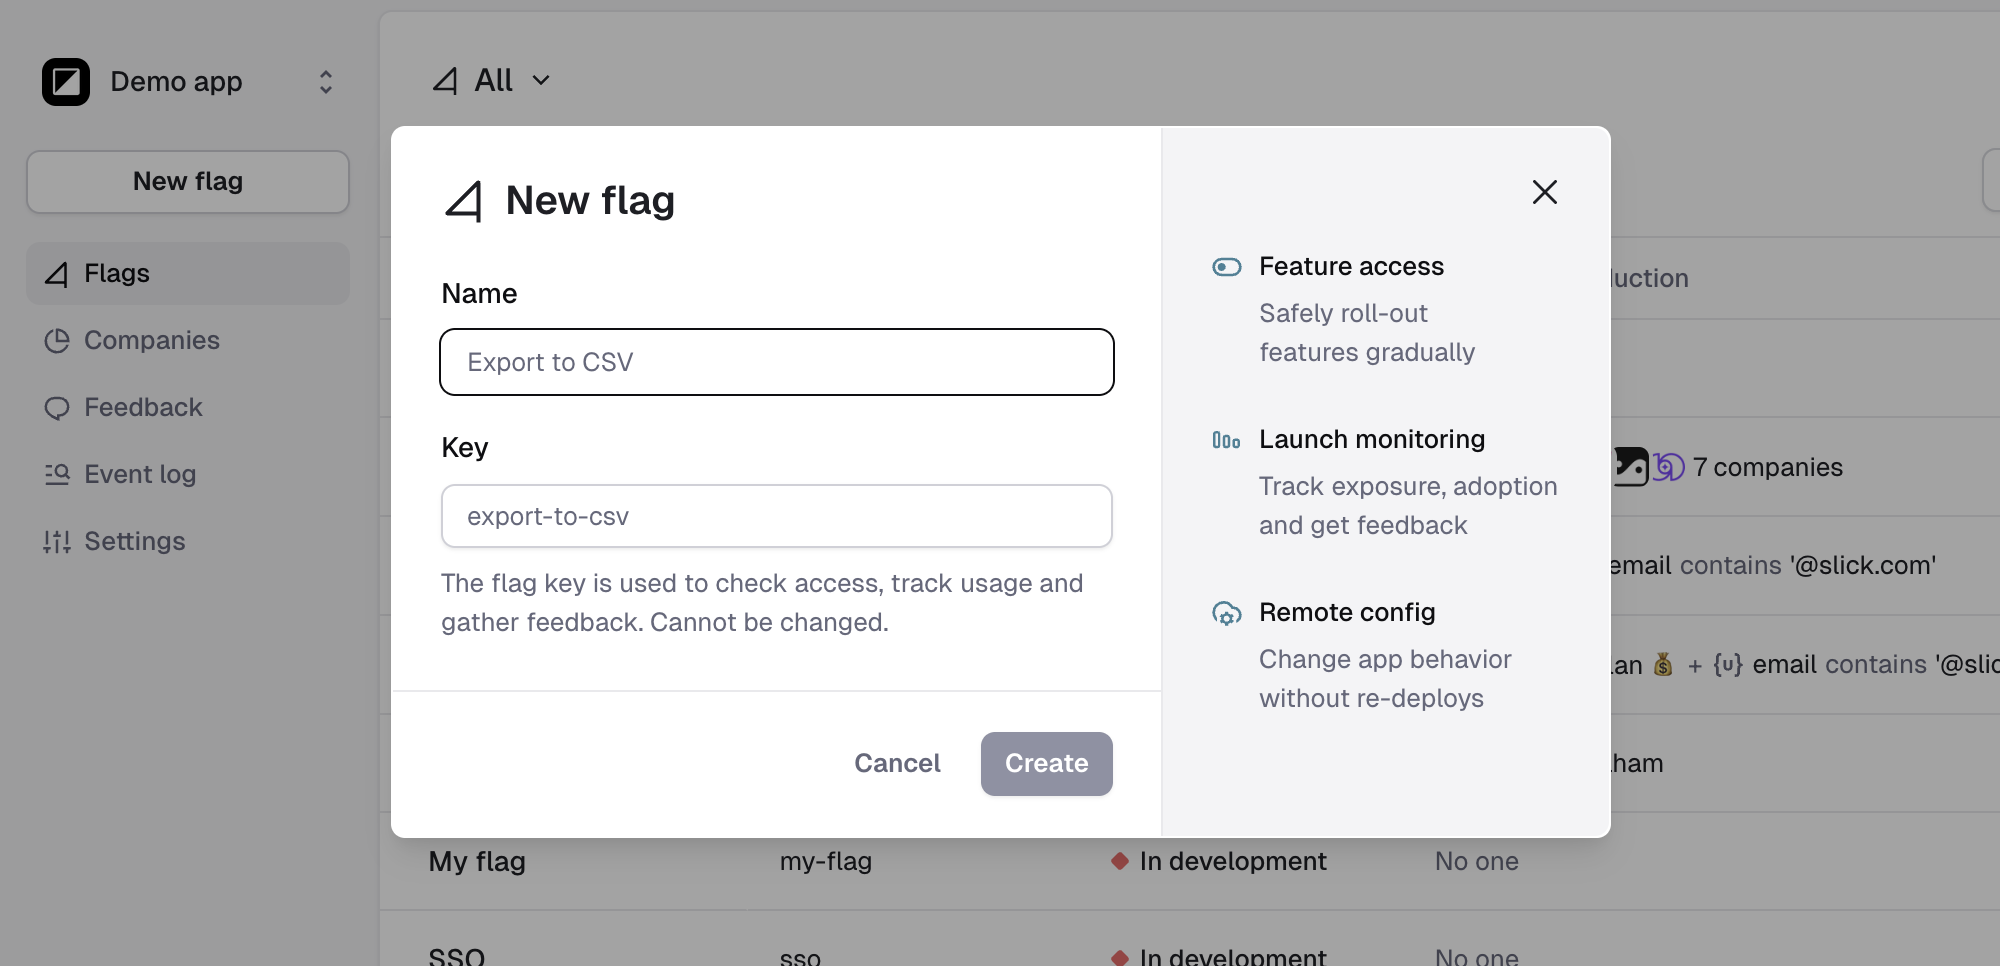 Demo app
New flag
Flags
Companies
Feedback
Event log
Settings
All
New flag
Name
Export to CSV
Key
export-to-csv
The flag key is used to check access, track usage and
gather feedback. Cannot be changed.
Cancel
Create
Feature access
Safely roll-out
features gradually
Launch monitoring
Track exposure, adoption
and get feedback
Remote config
Change app behavior
without re-deploys
7 companies
email contains '@slick.com'
+ {υ} email contains '@slic
My flag my-flag In development No one
SSO sso In development No one